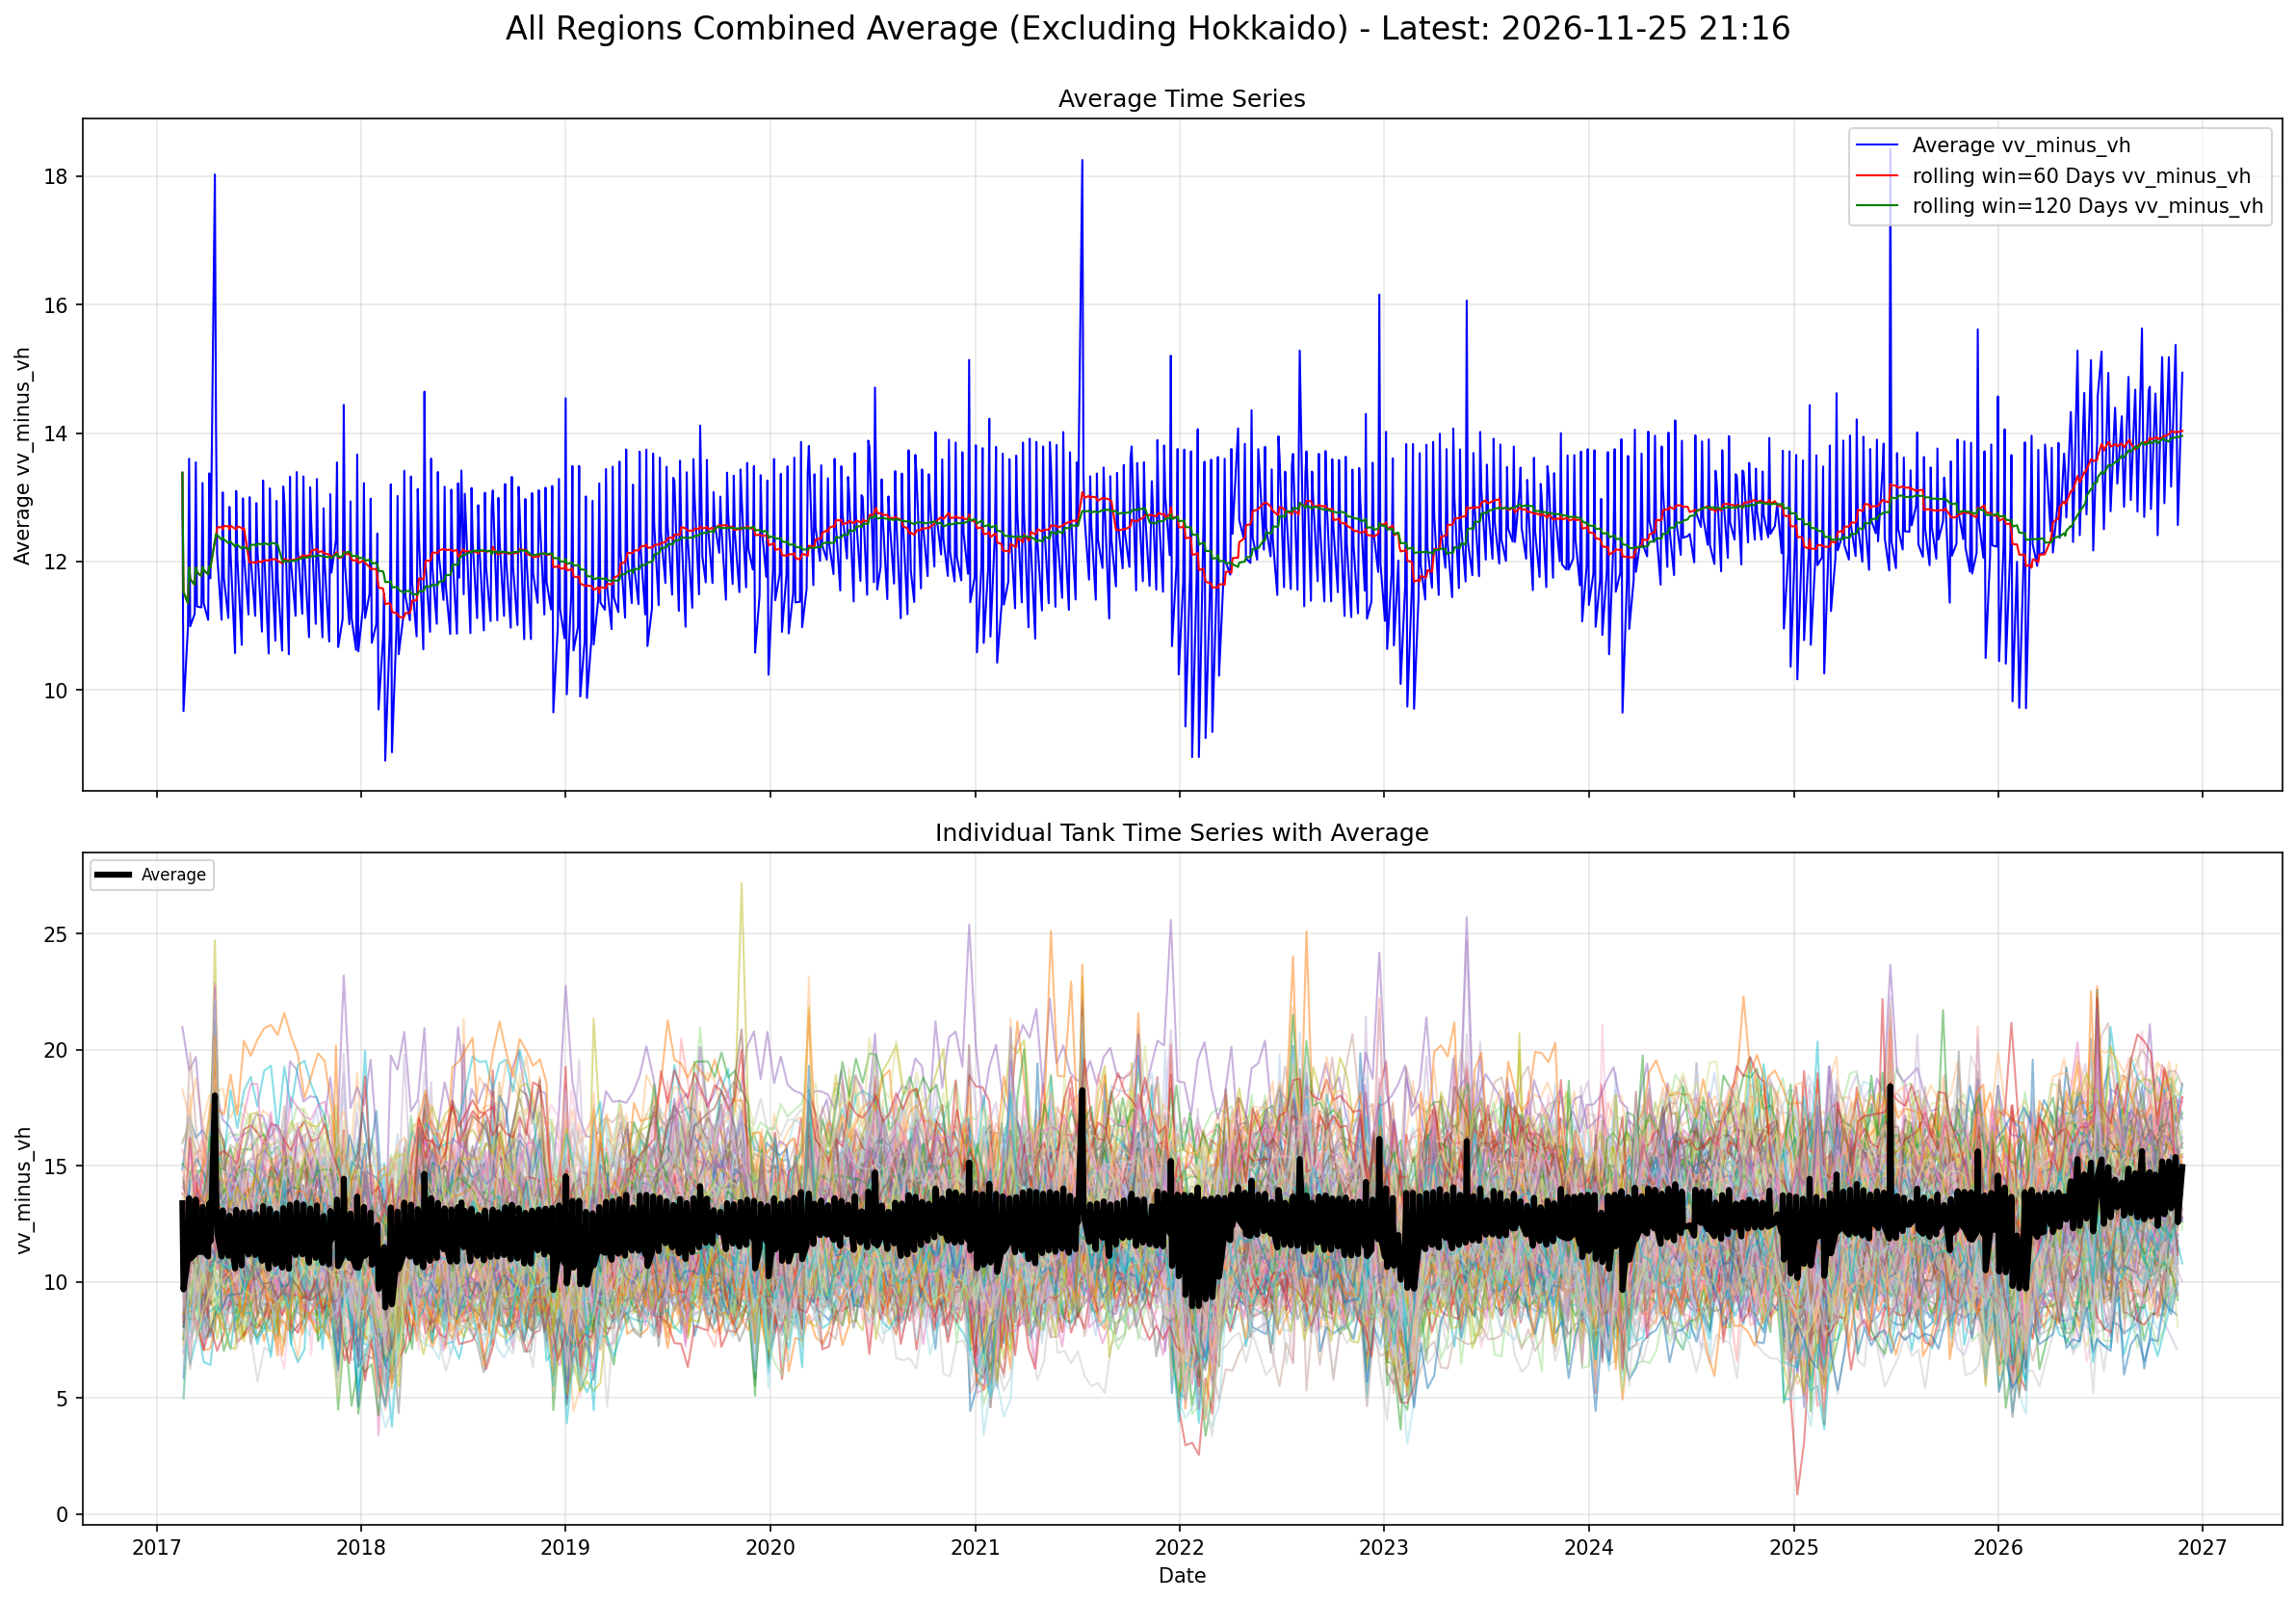 All Regions Combined Average (Excluding Hokkaido) - Latest: 2026-11-25 21:16
Average Time Series
Average vv_minus_vh
18
16
14
12
10
Average vv_minus_vh
rolling win=60 Days vv_minus_vh
rolling win=120 Days vv_minus_vh
Individual Tank Time Series with Average
vv_minus_vh
25
20
15
10
5
0
Average
2017 2018 2019 2020 2021 2022 2023 2024 2025 2026 2027
Date